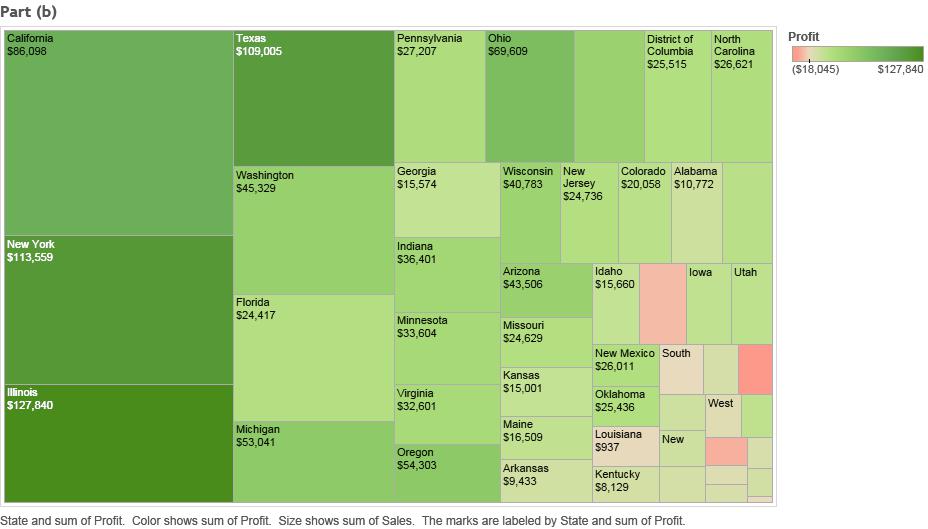 Part (b)
California
$86,098
Texas
$109,005
Pennsylvania
$27,207
Ohio
$69,609
District of
Columbia
$25,515
North
Carolina
$26,621
Profit
($18,045)
$127,840
Washington
$45,329
Georgia
$15,574
Wisconsin
$40,783
New
Jersey
$24,736
Colorado
$20,058
Alabama
$10,772
New York
$113,559
Indiana
$36,401
Arizona
$43,506
Idaho
$15,660
Iowa
Utah
Florida
$24,417
Minnesota
$33,604
Missouri
$24,629
New Mexico
$26,011
South
Illinois
$127,840
Kansas
$15,001
Virginia
$32,601
Oklahoma
$25,436
West
Michigan
$53,041
Maine
$16,509
Louisiana
$937
New
Oregon
$54,303
Arkansas
$9,433
Kentucky
$8,129
State and sum of Profit. Color shows sum of Profit. Size shows sum of Sales. The marks are labeled by State and sum of Profit.